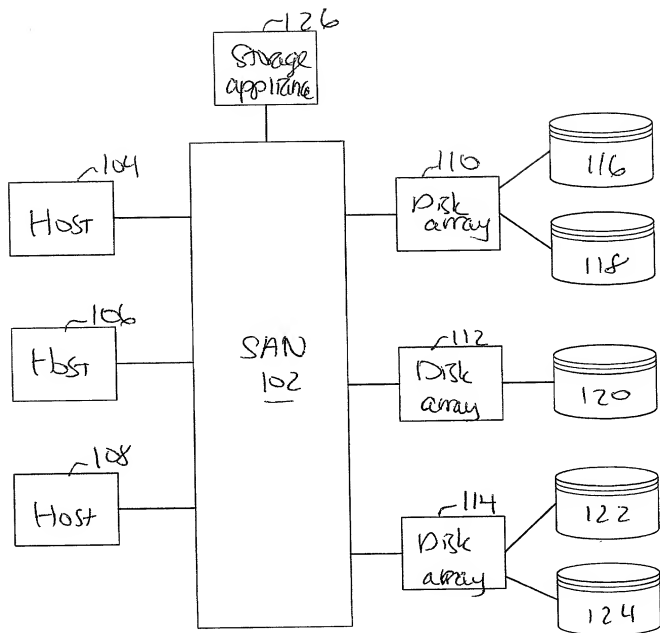 126
Storage
appliance
104
Host
106
Host
108
Host
SAN
102
110
Disk
array
116
118
112
Disk
array
120
114
Disk
array
122
124